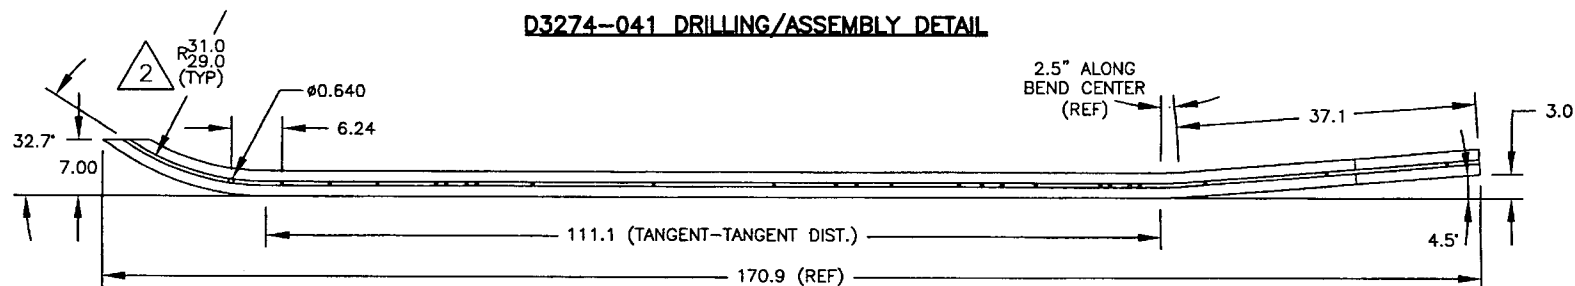 D3274-041 DRILLING/ASSEMBLY DETAIL
2
R 31.0
29.0
(TYP)
ø0.640
2.5" ALONG
BEND CENTER
(REF)
6.24
37.1
3.0
32.7°
7.00
111.1 (TANGENT-TANGENT DIST.)
4.5°
170.9 (REF)